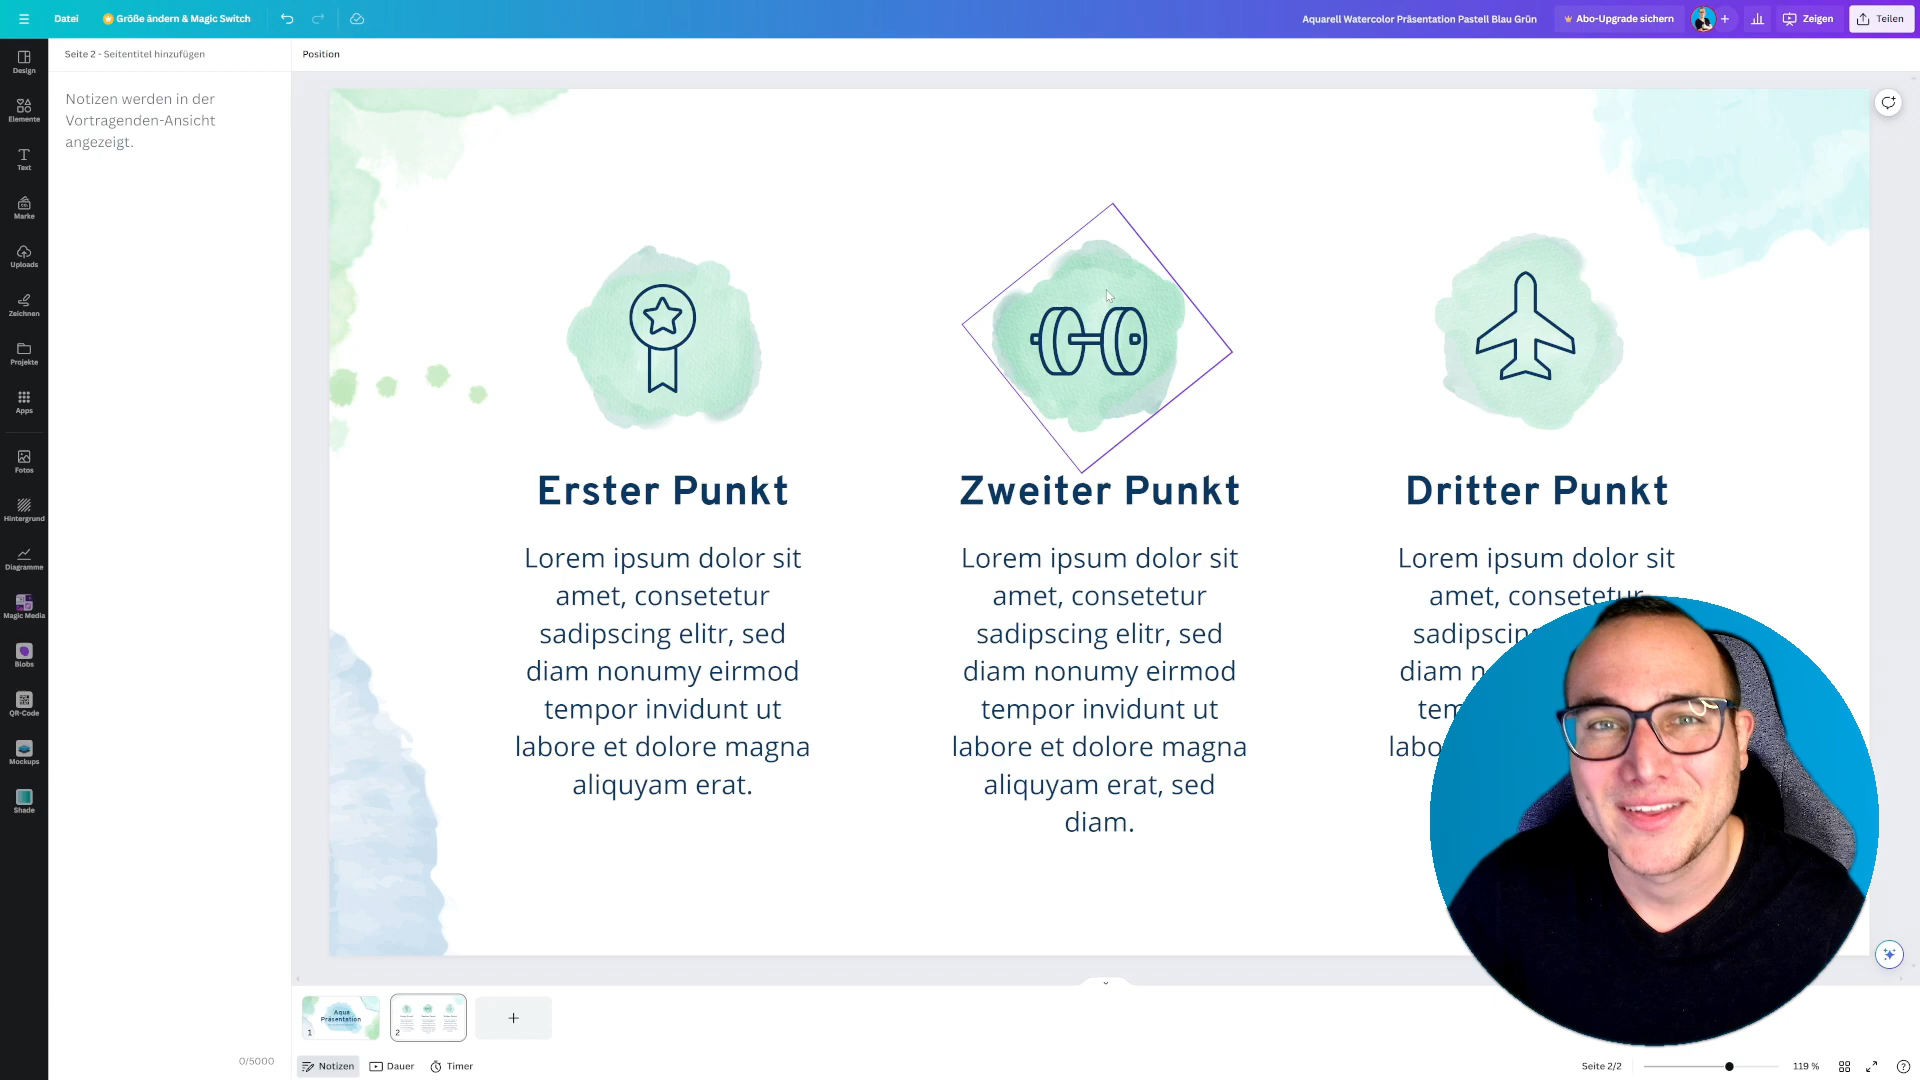 Datei
Größe ändern & Magic Switch
Aquarell Watercolor Präsentation Pastell Blau Grün
Abo-Upgrade sichern
Zeigen
Teilen
Design
Elemente
Text
Marke
Uploads
Zeichnen
Projekte
Apps
Fotos
Hintergrund
Diagramme
Magic Media
Blobs
QR-Code
Mockups
Shade
Seite 2 - Seitentitel hinzufügen
Notizen werden in der
Vortragenden-Ansicht
angezeigt.
0/5000
Position
Erster Punkt
Lorem ipsum dolor sit
amet, consetetur
sadipscing elitr, sed
diam nonumy eirmod
tempor invidunt ut
labore et dolore magna
aliquyam erat.
Zweiter Punkt
Lorem ipsum dolor sit
amet, consetetur
sadipscing elitr, sed
diam nonumy eirmod
tempor invidunt ut
labore et dolore magna
aliquyam erat, sed
diam.
Dritter Punkt
Lorem ipsum dolor sit
amet, consetetur
Aqua
Präsentation
1
2
Notizen
Dauer
Timer
Seite 2/2
119 %